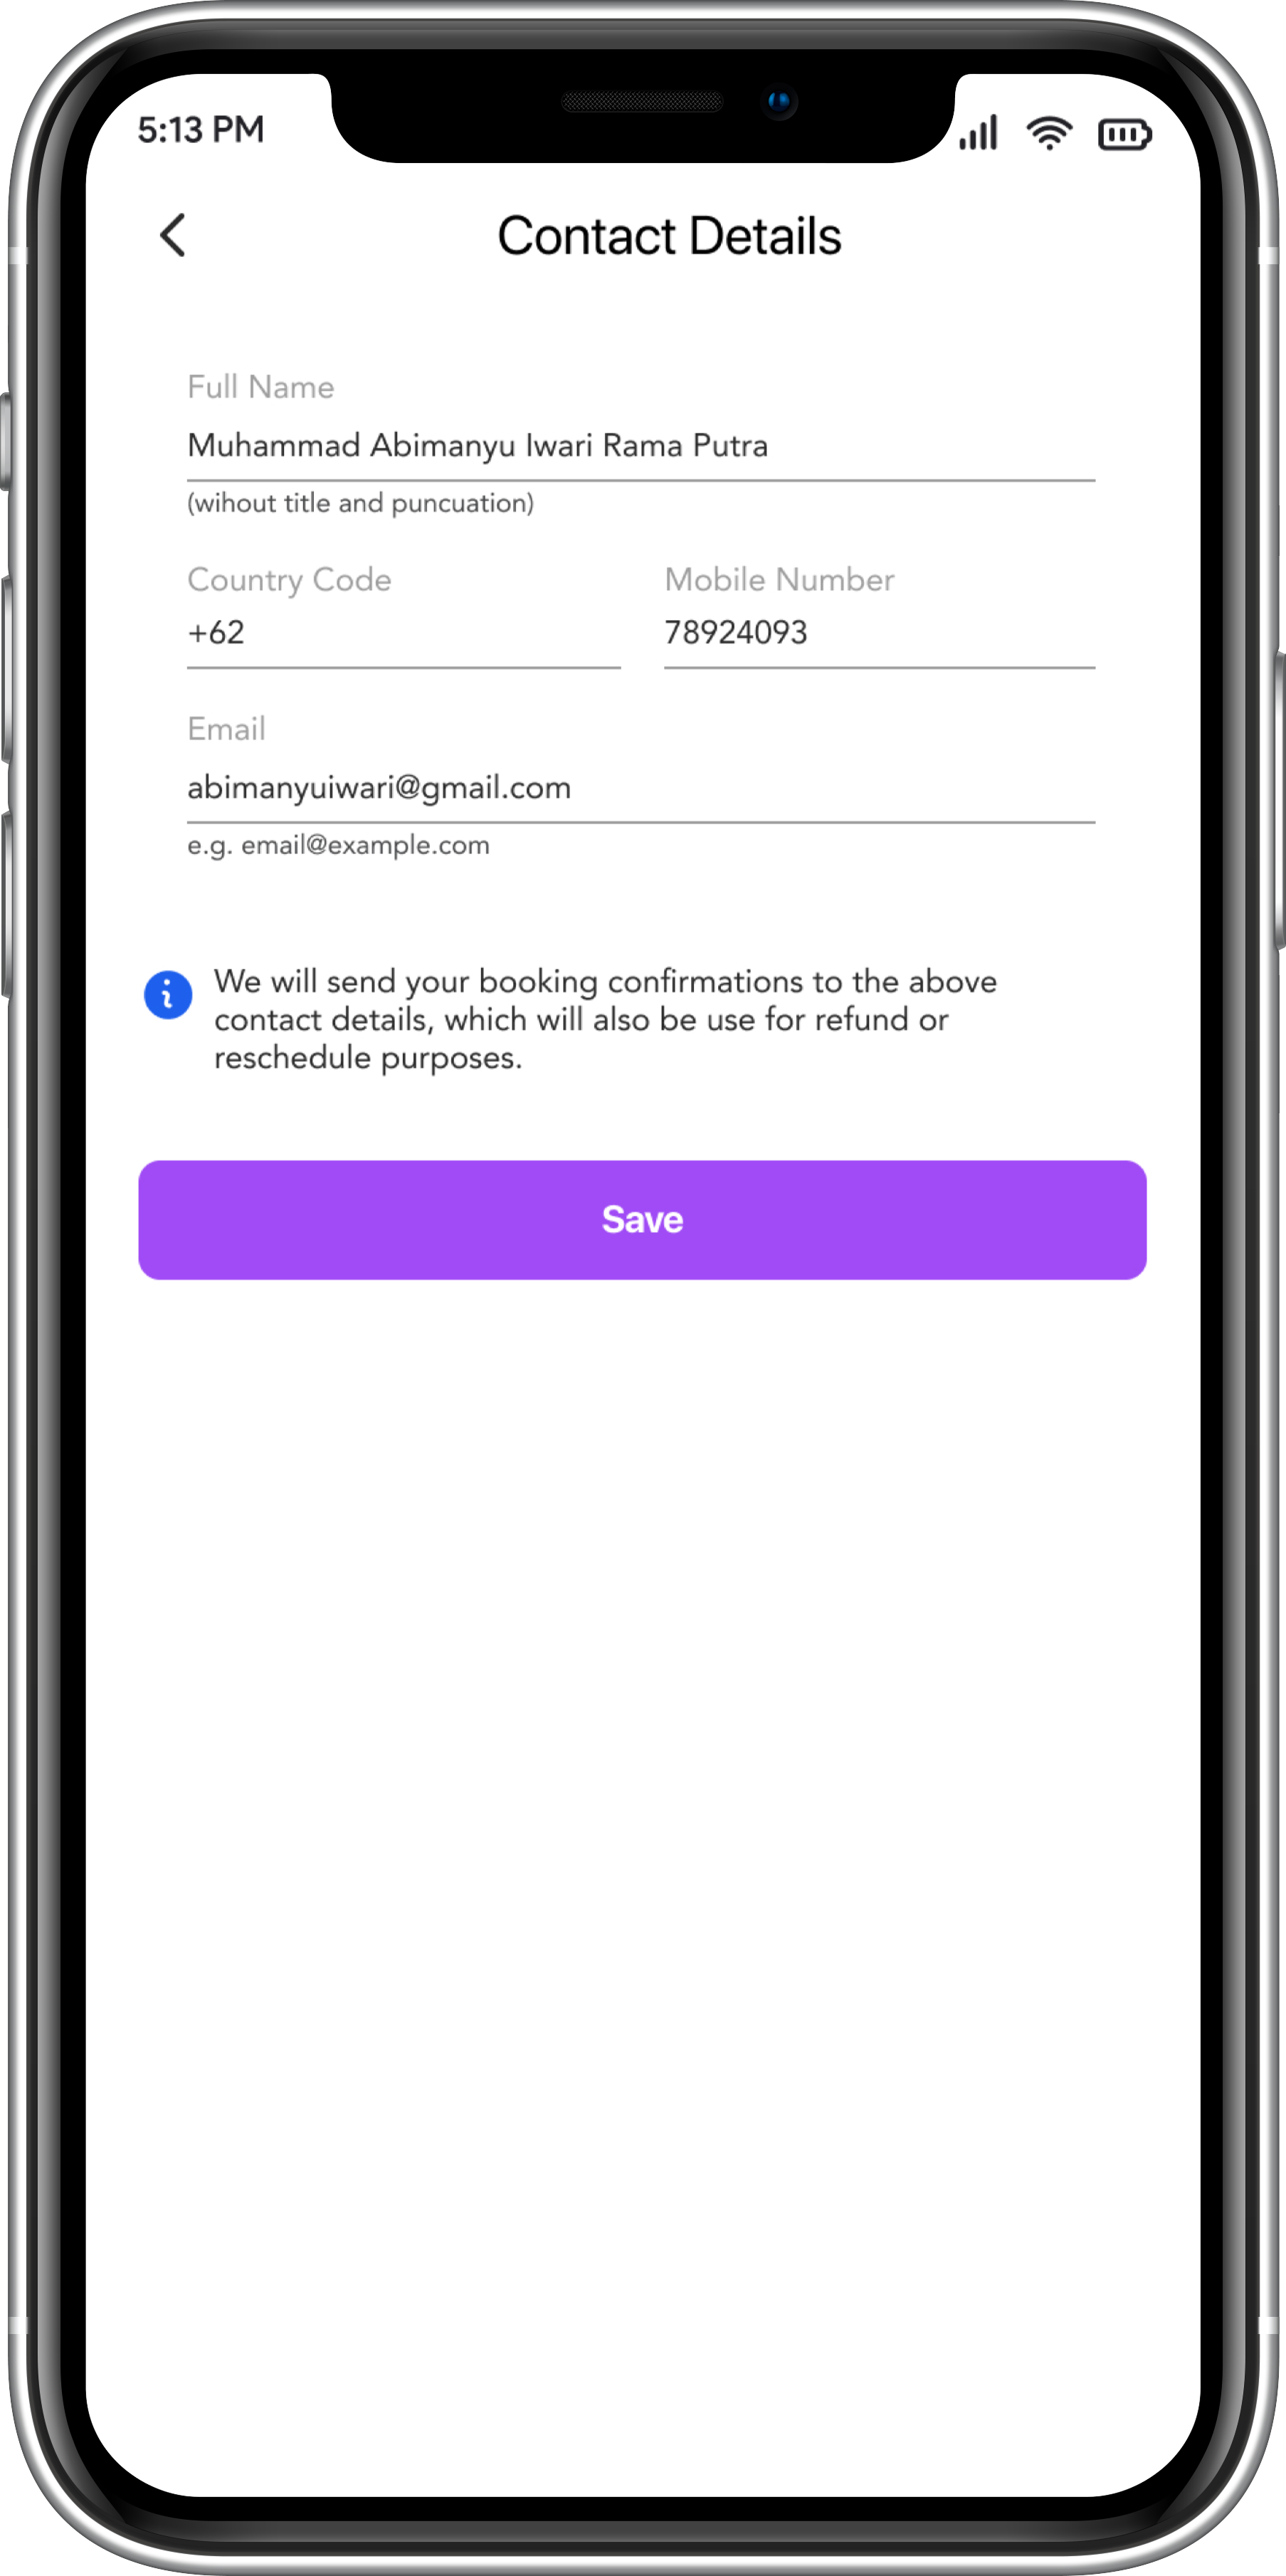 5:13 PM
Contact Details
Full Name
Muhammad Abimanyu Iwari Rama Putra
(wihout title and puncuation)
Country Code
Mobile Number
+62
78924093
Email
abimanyuiwari@gmail.com
e.g. email@example.com
We will send your booking confirmations to the above
contact details, which will also be use for refund or
reschedule purposes.
Save